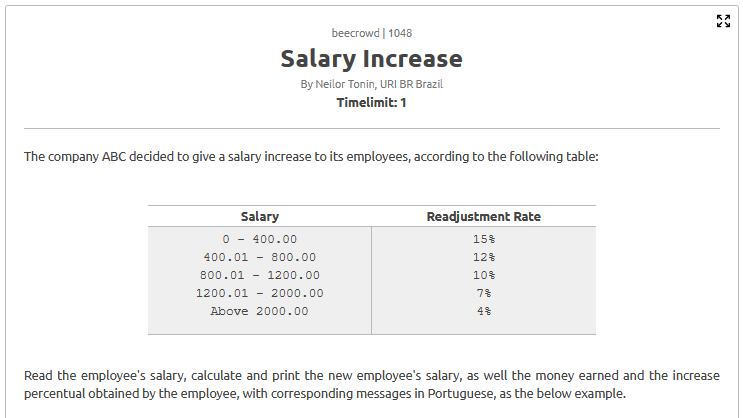 beecrowd | 1048
Salary Increase
By Neilor Tonin, URI BR Brazil
Timelimit: 1
The company ABC decided to give a salary increase to its employees, according to the following table:
Salary Readjustment Rate
0 - 400.00 15%
400.01 - 800.00 12%
800.01 - 1200.00 10%
1200.01 - 2000.00 7%
Above 2000.00 4%
Read the employee's salary, calculate and print the new employee's salary, as well the money earned and the increase
percentual obtained by the employee, with corresponding messages in Portuguese, as the below example.